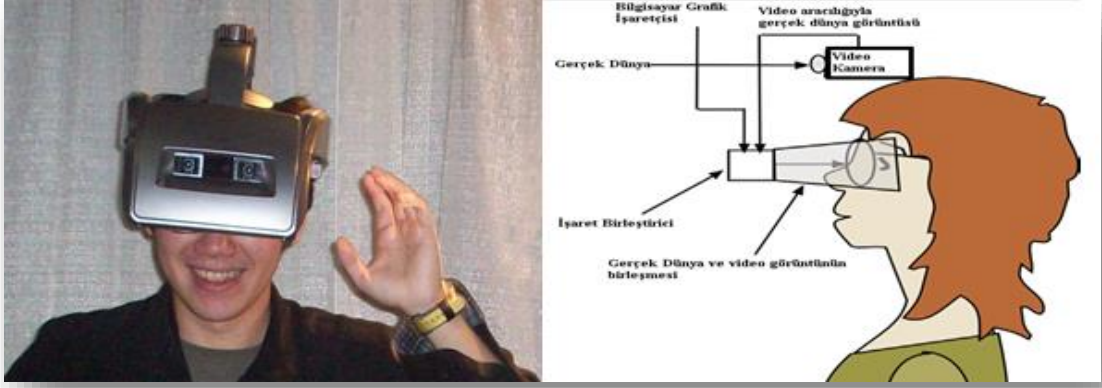 Bilgisayar Grafik
İşaretçisi
Video aracılığıyla
gerçek dünya görüntüsü
Video
Kamera
Gerçek Dünya
İşaret Birleştirici
Gerçek Dünya ve video görüntünün
birleşmesi